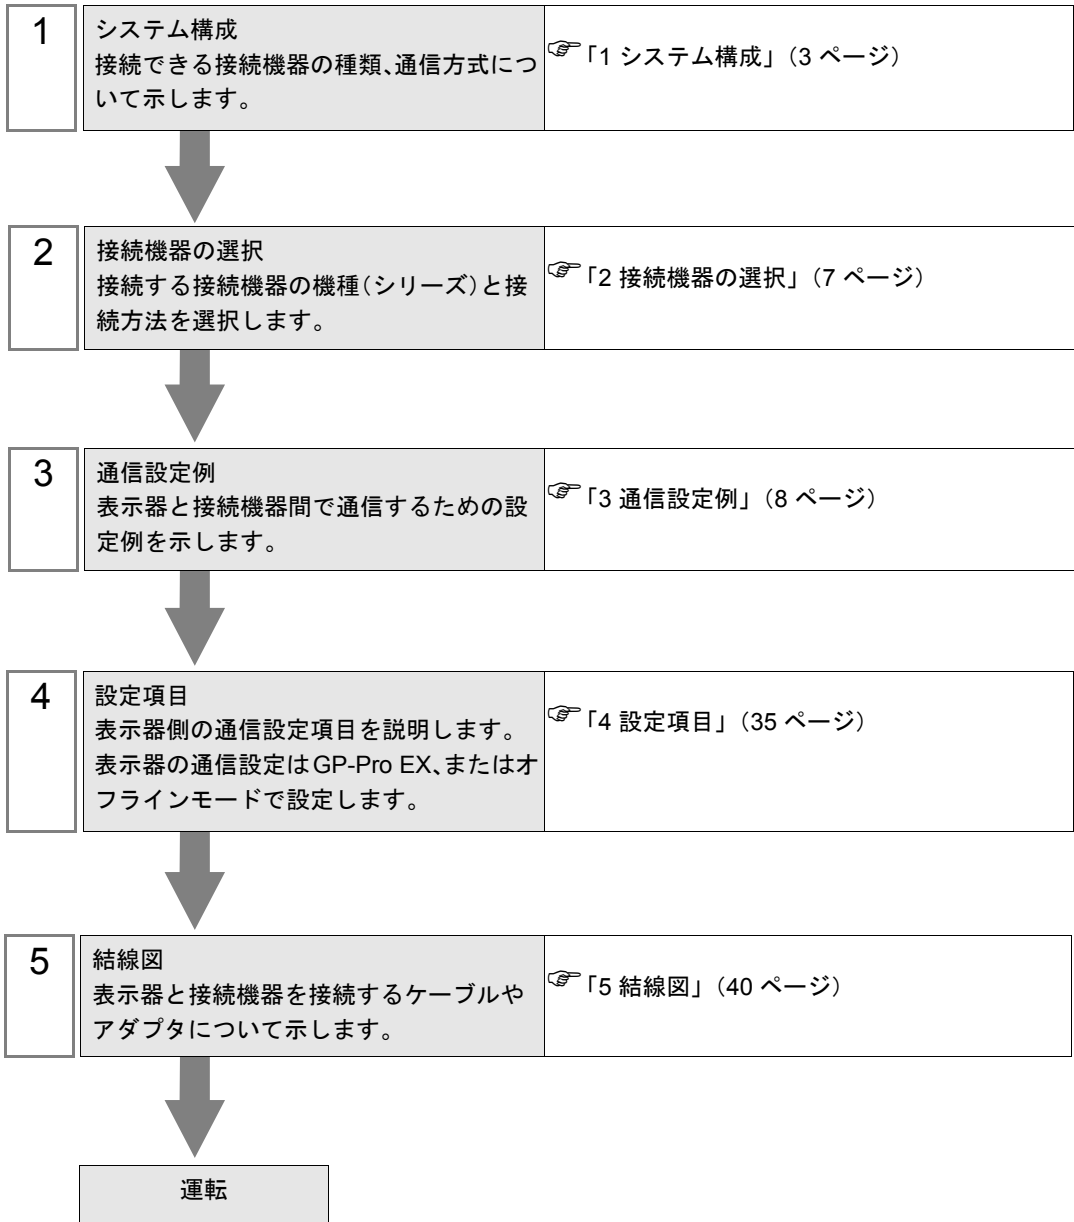 1
システム構成
接続できる接続機器の種類、通信方式につ
いて示します。
☞「1 システム構成」（3 ページ）
2
接続機器の選択
接続する接続機器の機種（シリーズ）と接
続方法を選択します。
☞「2 接続機器の選択」（7 ページ）
3
通信設定例
表示器と接続機器間で通信するための設
定例を示します。
☞「3 通信設定例」（8 ページ）
4
設定項目
表示器側の通信設定項目を説明します。
表示器の通信設定はGP-Pro EX、またはオ
フラインモードで設定します。
☞「4 設定項目」（35 ページ）
5
結線図
表示器と接続機器を接続するケーブルや
アダプタについて示します。
☞「5 結線図」（40 ページ）
運転